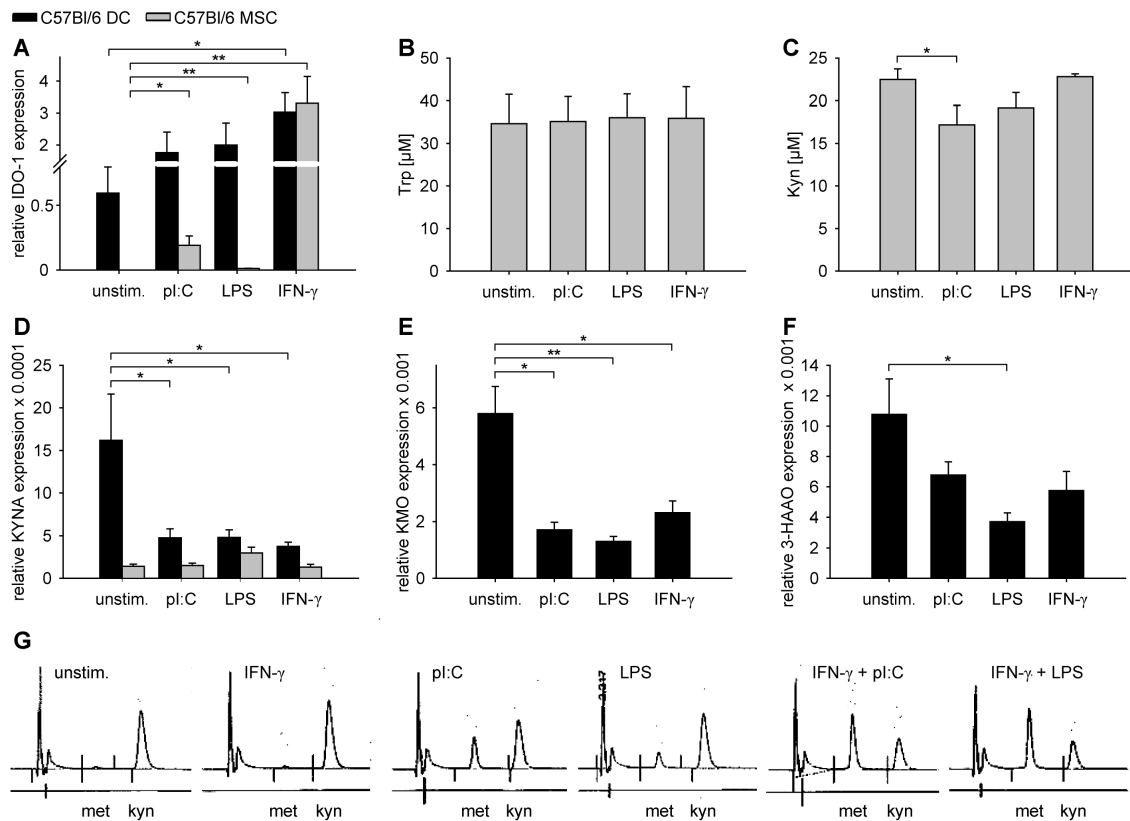 C57Bl/6 DC C57Bl/6 MSC
A
relative IDO-1 expression
4
3
2
0.5
0
* ** ** *
unstim. pI:C LPS IFN-γ
B
Trp [µM]
50
40
30
20
10
0
unstim. pI:C LPS IFN-γ
C
Kyn [µM]
25
20
15
10
5
0
*
unstim. pI:C LPS IFN-γ
D
relative KYNA expression x 0.0001
25
20
15
10
5
0
* * *
unstim. pI:C LPS IFN-γ
E
relative KMO expression x 0.001
6
4
2
0
* ** *
unstim. pI:C LPS IFN-γ
F
relative 3-HAAO expression x 0.001
14
12
10
8
6
4
2
0
*
unstim. pI:C LPS IFN-γ
G
unstim. IFN-γ pI:C LPS IFN-γ + pI:C IFN-γ + LPS
met kyn met kyn met kyn met kyn met kyn met kyn